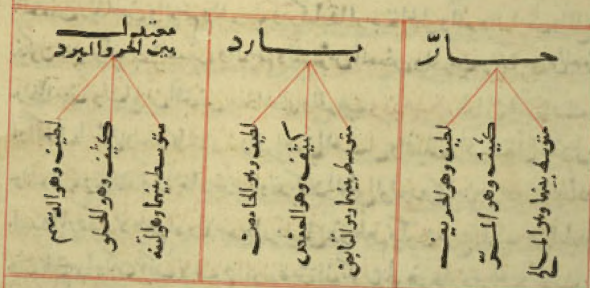 حارّ
متوسط بينهما وهو المالح
كثيف وهو المرّ
لطيف وهو الحريف
بارد
متوسط بينهما وهو القابض
كثيف وهو العفص
لطيف وهو الحامض
معتدل
بين الحر والبرد
متوسط بينهما وهو التفه
كثيف وهو الحلو
لطيف وهو الدسم